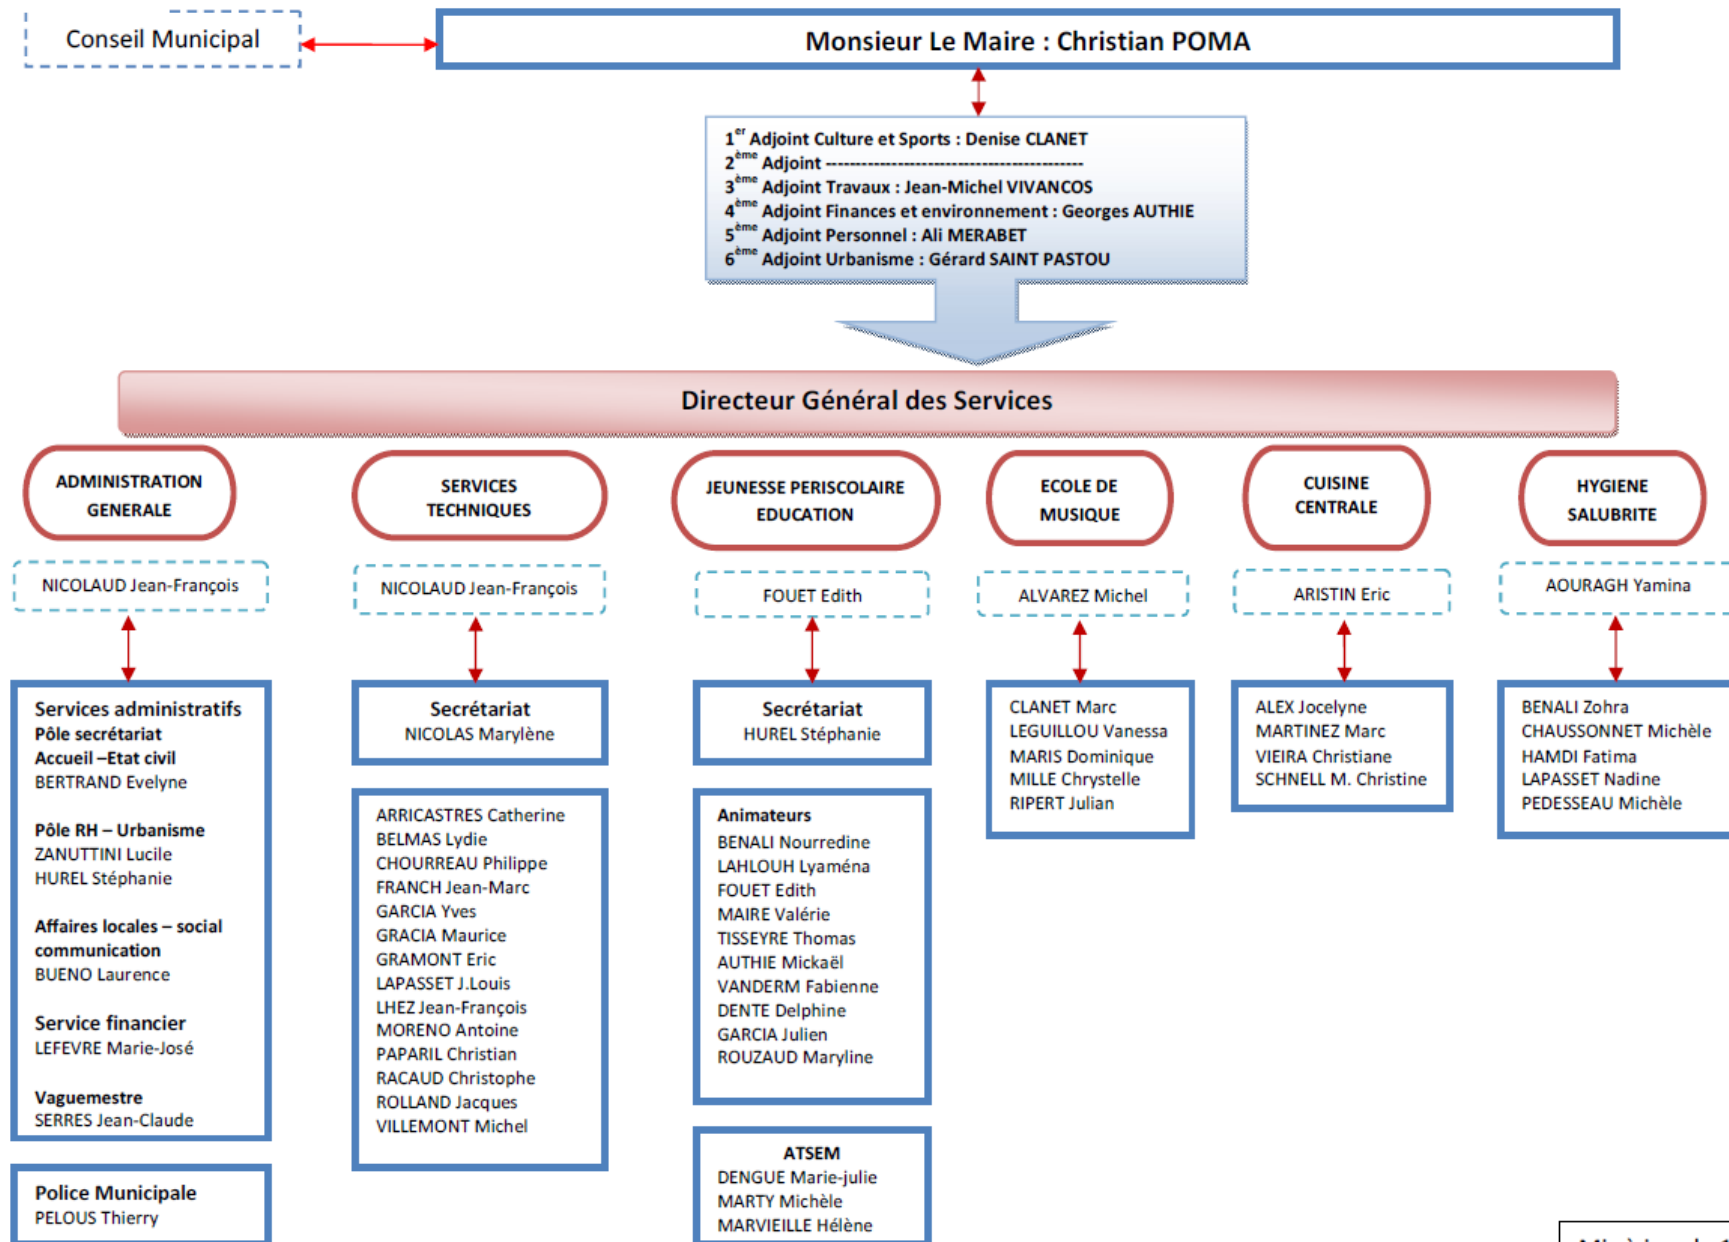 Conseil Municipal
Monsieur Le Maire : Christian POMA
1er Adjoint Culture et Sports : Denise CLANET
2ème Adjoint -------------------------------------------
3ème Adjoint Travaux : Jean-Michel VIVANCOS
4ème Adjoint Finances et environnement : Georges AUTHIE
5ème Adjoint Personnel : Ali MERABET
6ème Adjoint Urbanisme : Gérard SAINT PASTOU
Directeur Général des Services
ADMINISTRATION
GENERALE
NICOLAUD Jean-François
Services administratifs
Pôle secrétariat
Accueil –Etat civil
BERTRAND Evelyne
Pôle RH – Urbanisme
ZANUTTINI Lucile
HUREL Stéphanie
Affaires locales – social
communication
BUENO Laurence
Service financier
LEFEVRE Marie-José
Vaguemestre
SERRES Jean-Claude
Police Municipale
PELOUS Thierry
SERVICES
TECHNIQUES
NICOLAUD Jean-François
Secrétariat
NICOLAS Marylène
ARRICASTRES Catherine
BELMAS Lydie
CHOURREAU Philippe
FRANCH Jean-Marc
GARCIA Yves
GRACIA Maurice
GRAMONT Eric
LAPASSET J.Louis
LHEZ Jean-François
MORENO Antoine
PAPARIL Christian
RACAUD Christophe
ROLLAND Jacques
VILLEMONT Michel
JEUNESSE PERISCOLAIRE
EDUCATION
FOUET Edith
Secrétariat
HUREL Stéphanie
Animateurs
BENALI Nourredine
LAHLOUH Lyaména
FOUET Edith
MAIRE Valérie
TISSEYRE Thomas
AUTHIE Mickaël
VANDERM Fabienne
DENTE Delphine
GARCIA Julien
ROUZAUD Maryline
ATSEM
DENGUE Marie-julie
MARTY Michèle
MARVIEILLE Hélène
ECOLE DE
MUSIQUE
ALVAREZ Michel
CLANET Marc
LEGUILLOU Vanessa
MARIS Dominique
MILLE Chrystelle
RIPERT Julian
CUISINE
CENTRALE
ARISTIN Eric
ALEX Jocelyne
MARTINEZ Marc
VIEIRA Christiane
SCHNELL M. Christine
HYGIENE
SALUBRITE
AOURAGH Yamina
BENALI Zohra
CHAUSSONNET Michèle
HAMDI Fatima
LAPASSET Nadine
PEDESSEAU Michèle